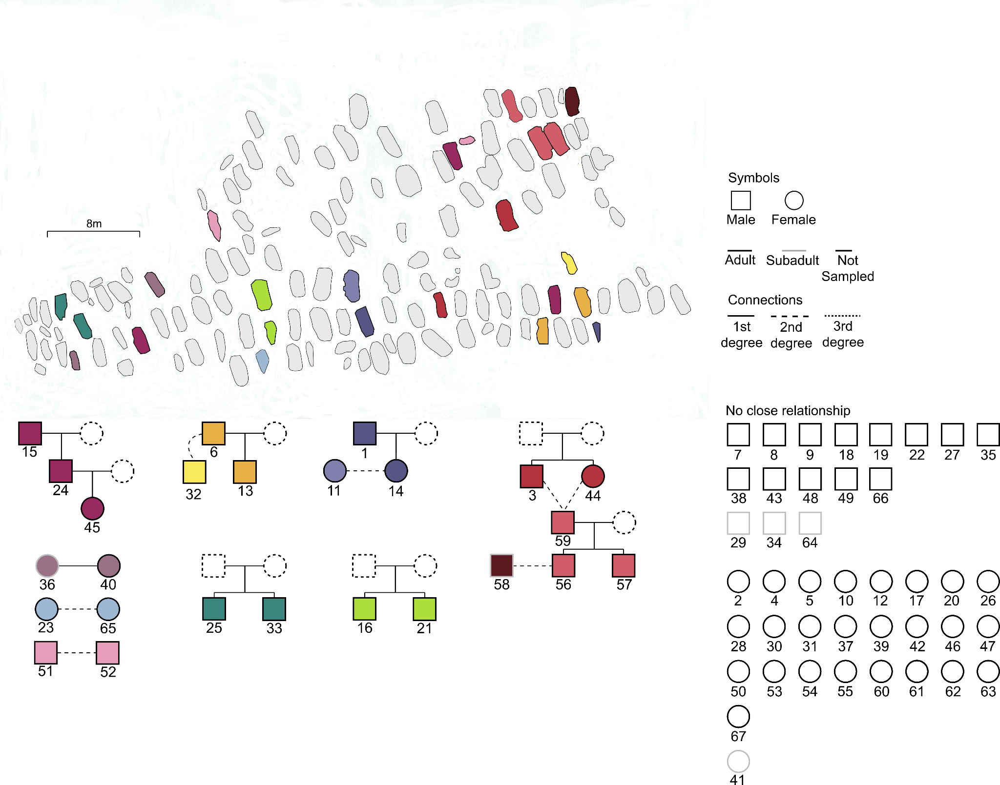 8m
Symbols
Male Female
Adult Subadult Not
Sampled
Connections
1st 2nd 3rd
degree degree degree
No close relationship
15
24
45
6
32 13
1
11 14
3 44
59
58 56 57
36 40
23 65
51 52
25 33
16 21
7 8 9 18 19 22 27 35
38 43 48 49 66
29 34 64
2 4 5 10 12 17 20 26
28 30 31 37 39 42 46 47
50 53 54 55 60 61 62 63
67
41